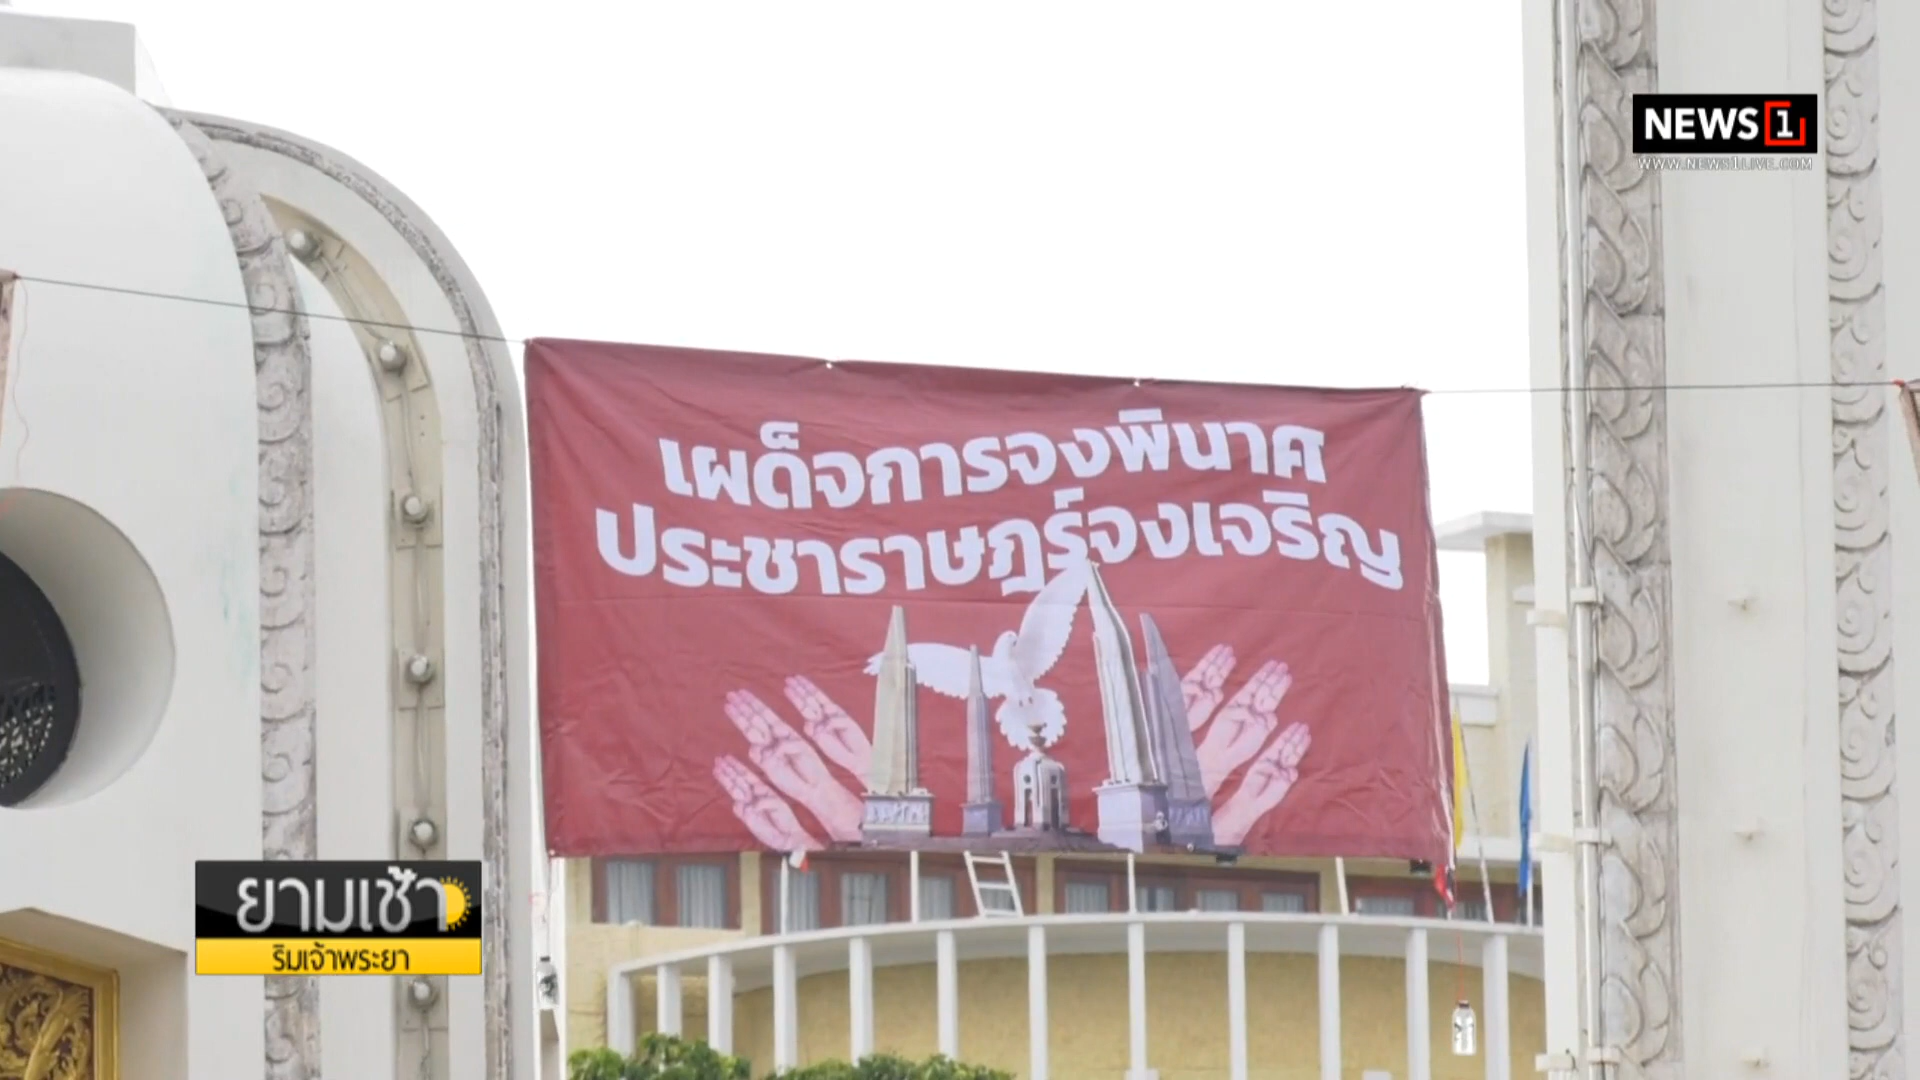 NEWS 1
WWW.NEWS1LIVE.COM
เผด็จการจงพินาศ
ประชาราษฎร์จงเจริญ
ยามเช้า
ริมเจ้าพระยา